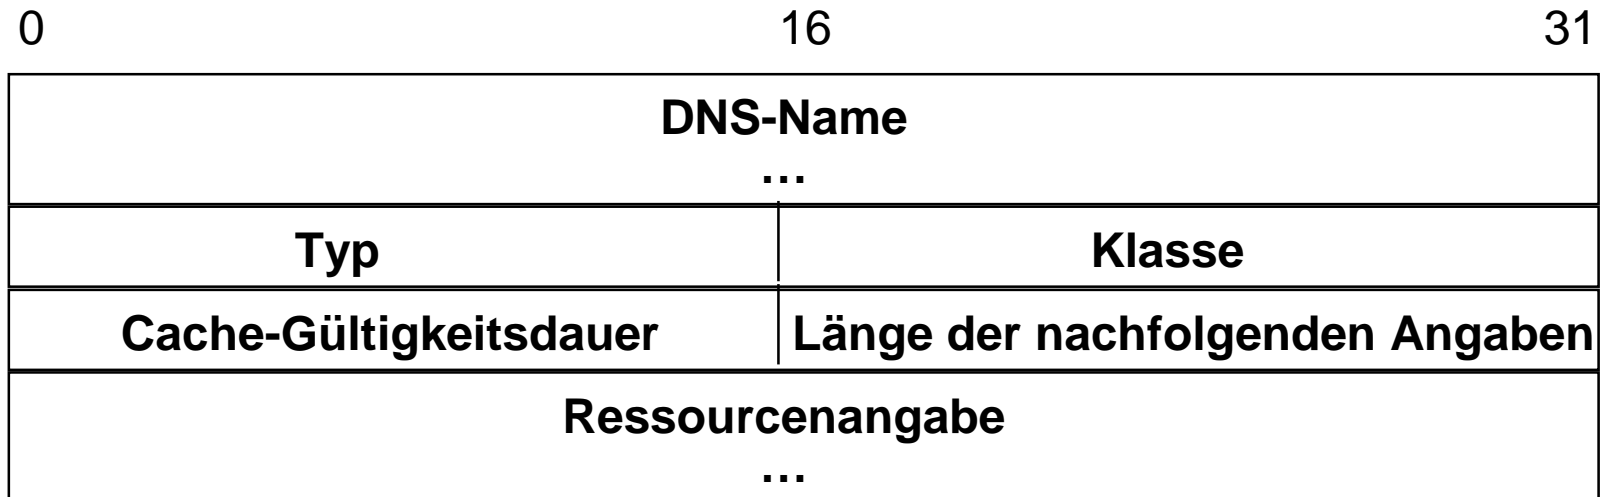 0 16 31
DNS-Name
…
Typ Klasse
Cache-Gültigkeitsdauer Länge der nachfolgenden Angaben
Ressourcenangabe
…